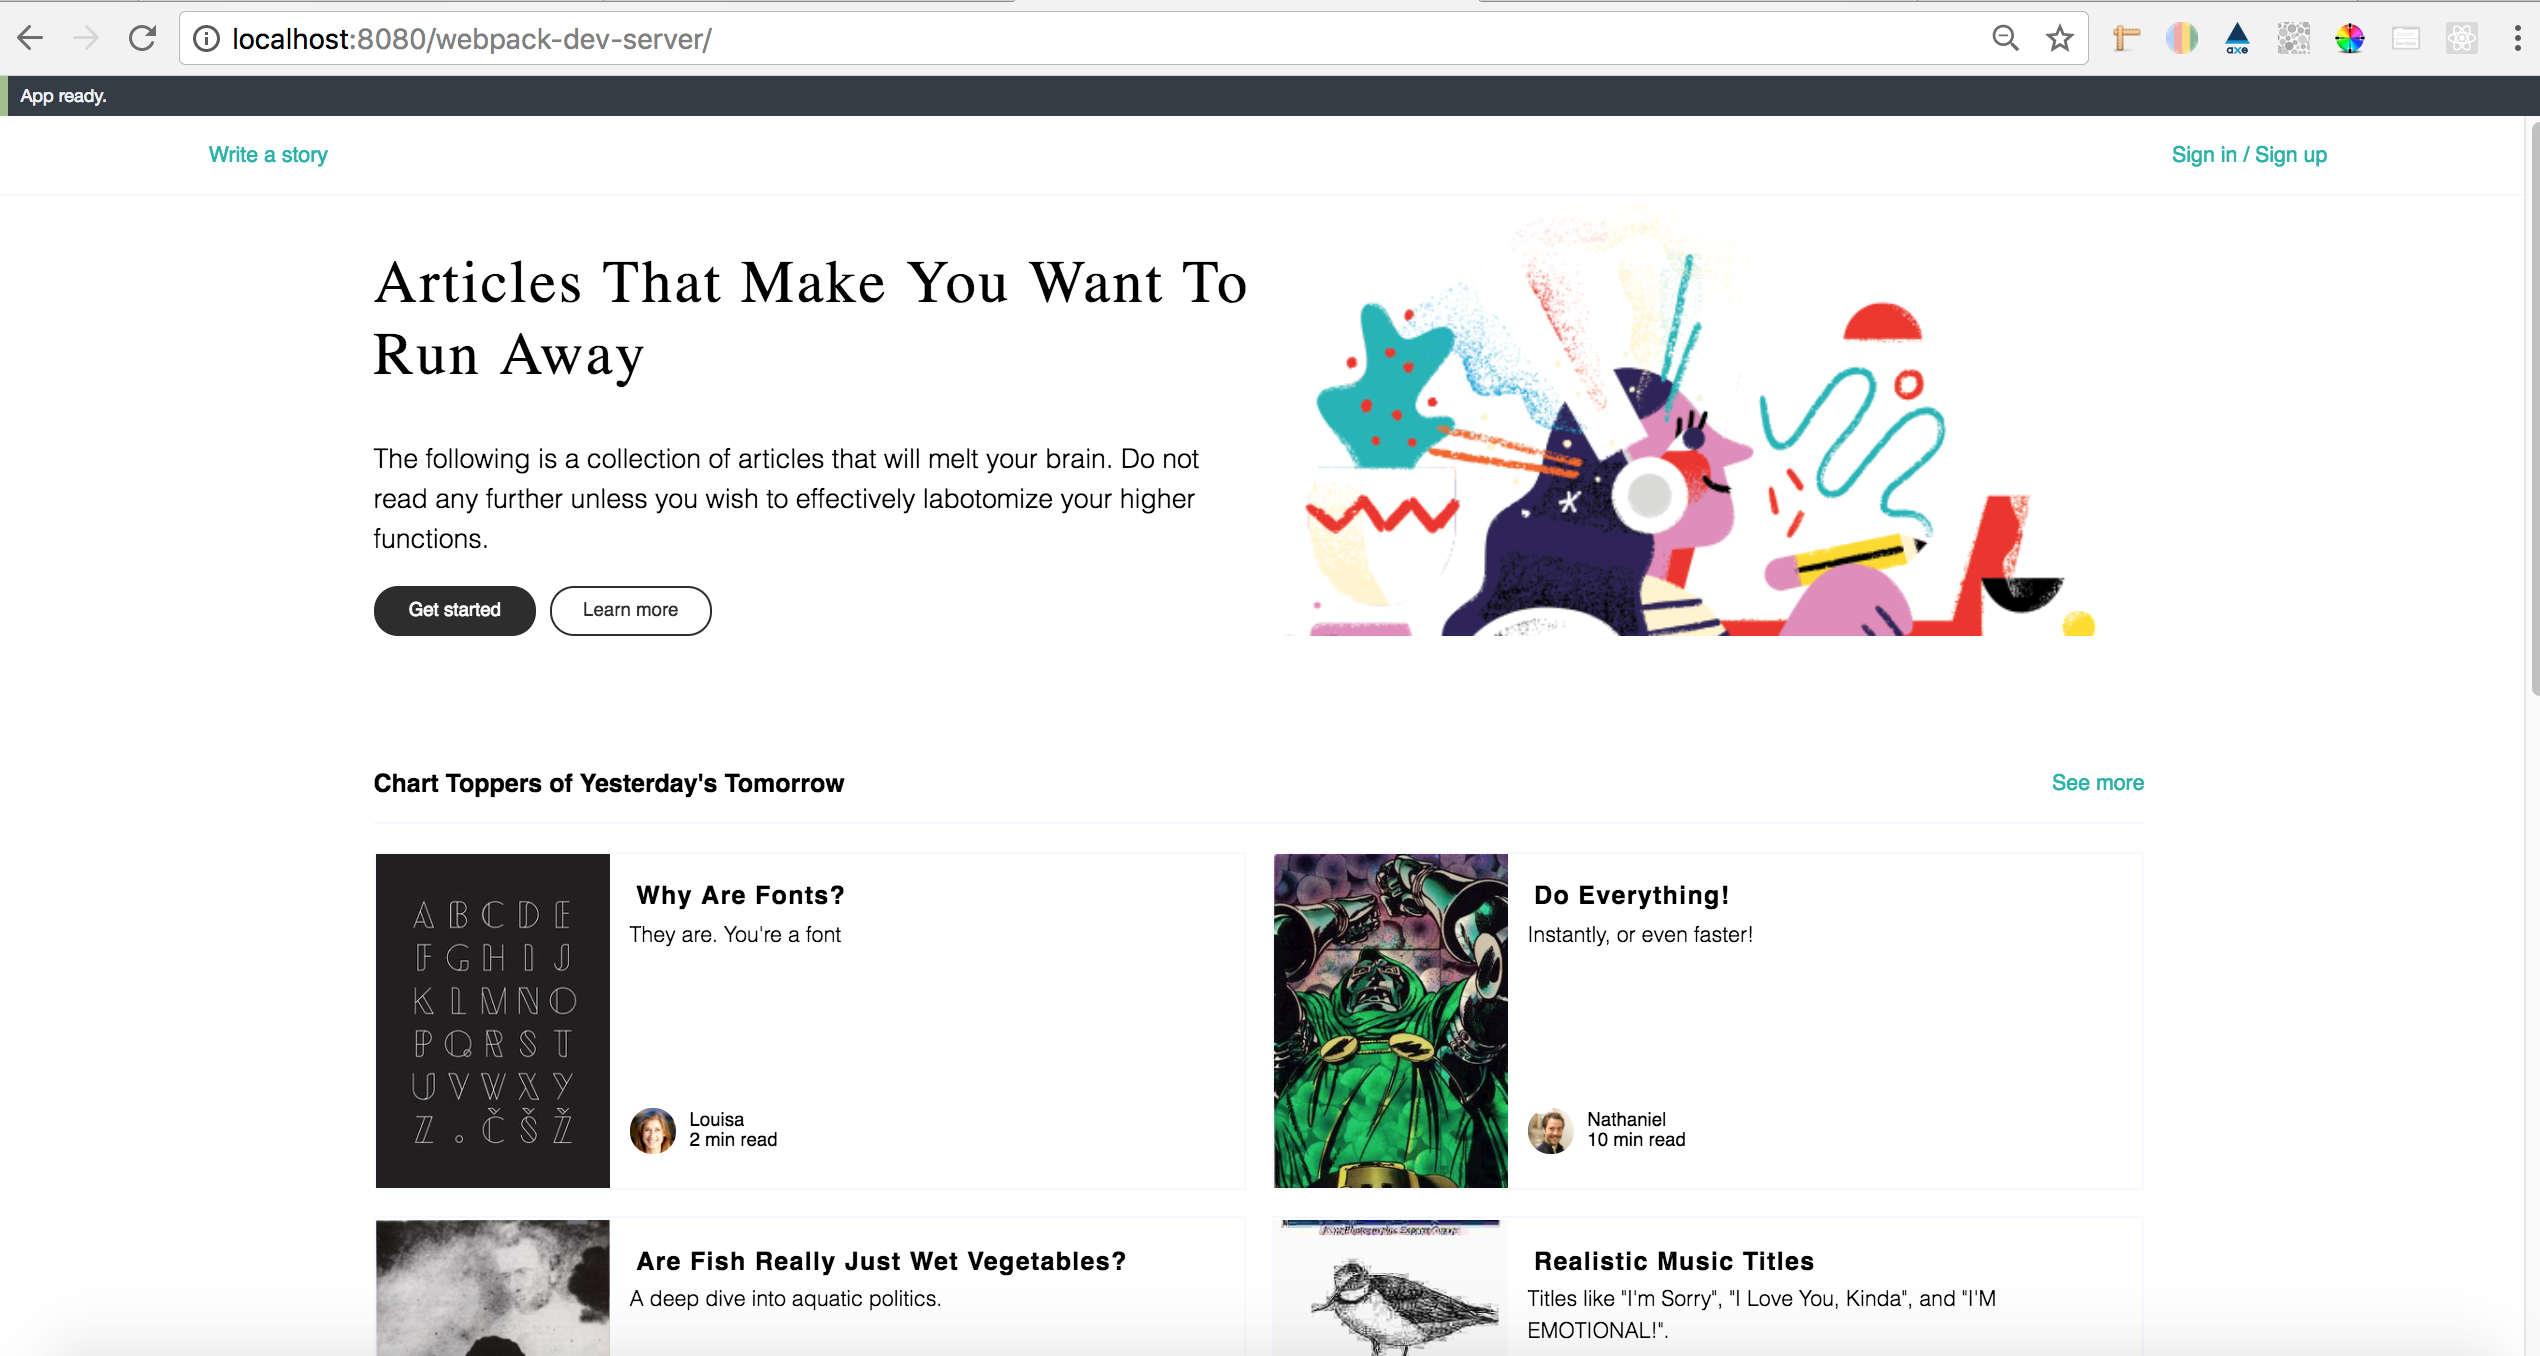 localhost:8080/webpack-dev-server/
axe
App ready.
Write a story
Sign in / Sign up
Articles That Make You Want To
Run Away
The following is a collection of articles that will melt your brain. Do not
read any further unless you wish to effectively labotomize your higher
functions.
Get started
Learn more
Chart Toppers of Yesterday's Tomorrow
See more
A B C D E
F G H I J
K L M N O
P Q R S T
U V W X Y
Z . Č Š Ž
Why Are Fonts?
They are. You're a font
Louisa
2 min read
Do Everything!
Instantly, or even faster!
Nathaniel
10 min read
Are Fish Really Just Wet Vegetables?
A deep dive into aquatic politics.
Realistic Music Titles
Titles like "I'm Sorry", "I Love You, Kinda", and "I'M
EMOTIONAL!".